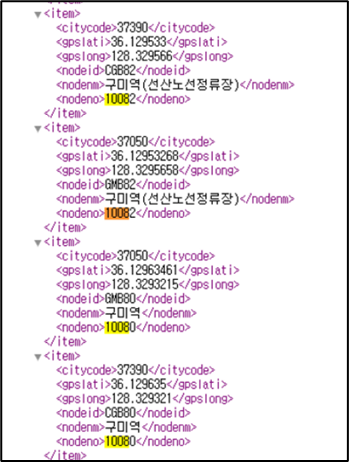 ▼<item>
<citycode>37390</citycode>
<gpslati>36.129533</gpslati>
<gpslong>128.329566</gpslong>
<nodeid>CGB82</nodeid>
<nodenm>구미역(선산노선정류장)</nodenm>
<nodeno>10082</nodeno>
</item>
▼<item>
<citycode>37050</citycode>
<gpslati>36.12953268</gpslati>
<gpslong>128.3295658</gpslong>
<nodeid>GMB82</nodeid>
<nodenm>구미역(선산노선정류장)</nodenm>
<nodeno>10082</nodeno>
</item>
▼<item>
<citycode>37050</citycode>
<gpslati>36.12963461</gpslati>
<gpslong>128.3293215</gpslong>
<nodeid>GMB80</nodeid>
<nodenm>구미역</nodenm>
<nodeno>10080</nodeno>
</item>
▼<item>
<citycode>37390</citycode>
<gpslati>36.129635</gpslati>
<gpslong>128.329321</gpslong>
<nodeid>CGB80</nodeid>
<nodenm>구미역</nodenm>
<nodeno>10080</nodeno>
</item>